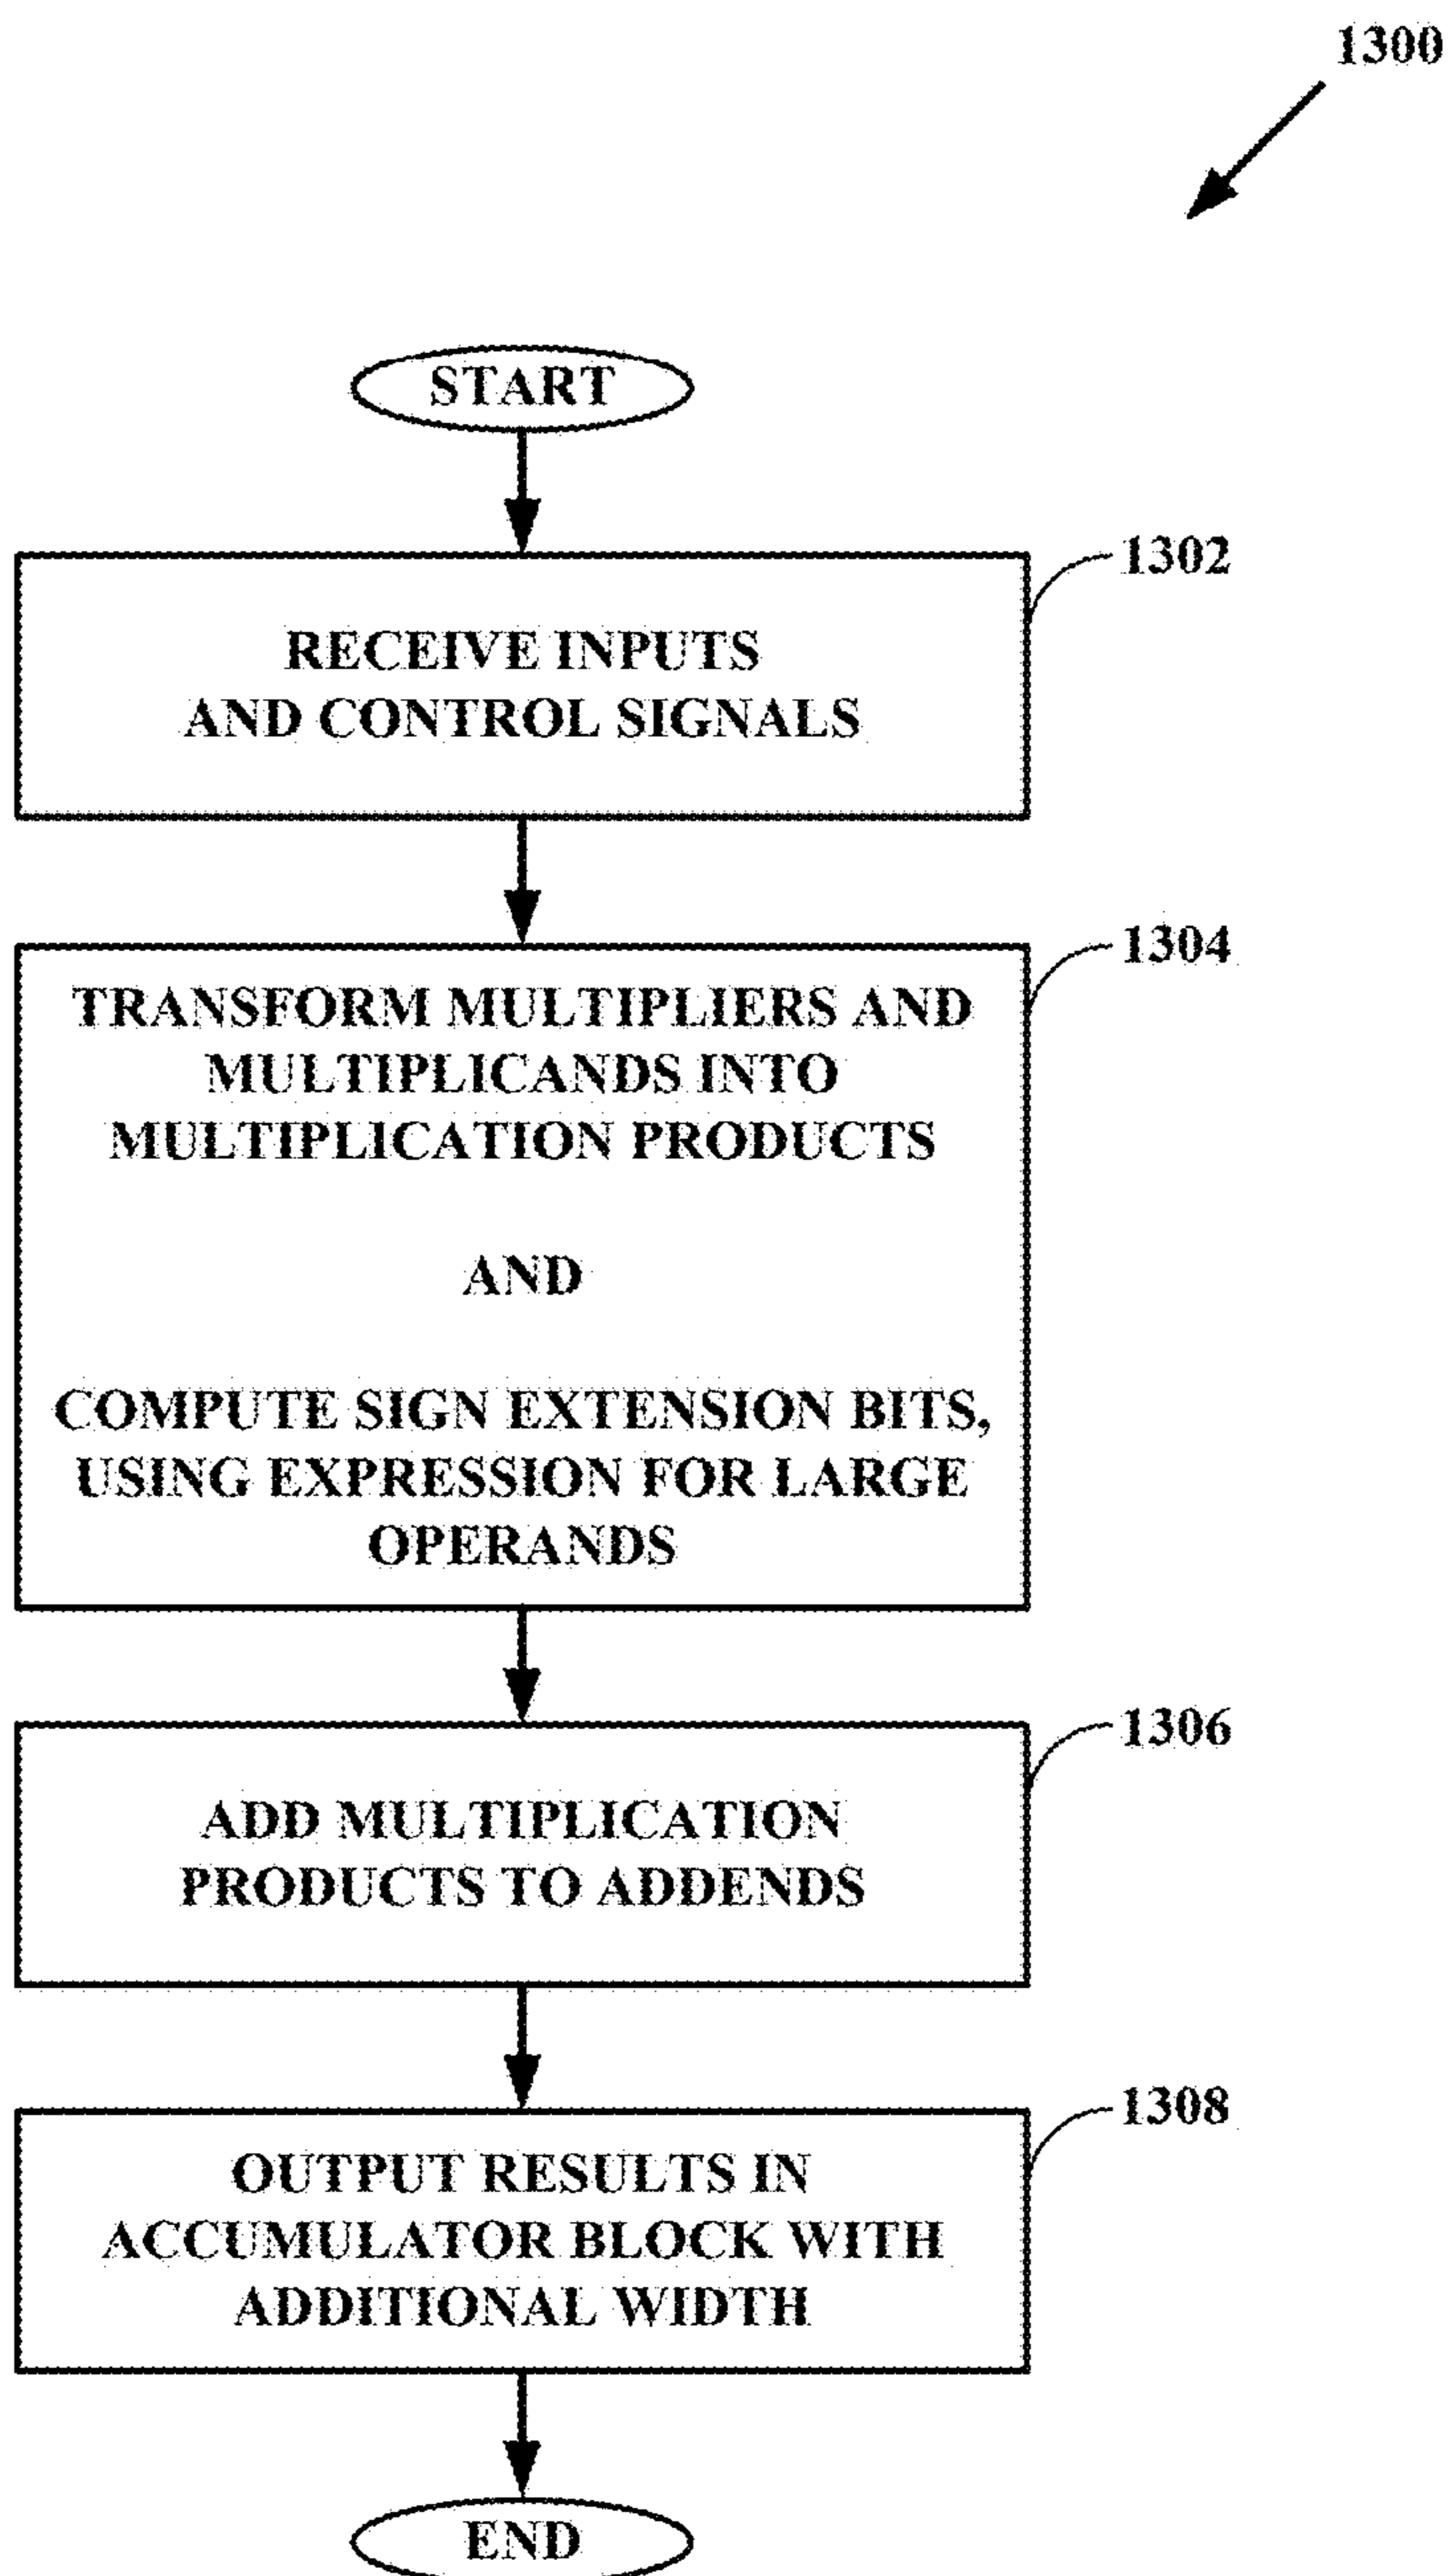 1300
START
1302
RECEIVE INPUTS
AND CONTROL SIGNALS
1304
TRANSFORM MULTIPLIERS AND
MULTIPLICANDS INTO
MULTIPLICATION PRODUCTS
AND
COMPUTE SIGN EXTENSION BITS,
USING EXPRESSION FOR LARGE
OPERANDS
1306
ADD MULTIPLICATION
PRODUCTS TO ADDENDS
1308
OUTPUT RESULTS IN
ACCUMULATOR BLOCK WITH
ADDITIONAL WIDTH
END